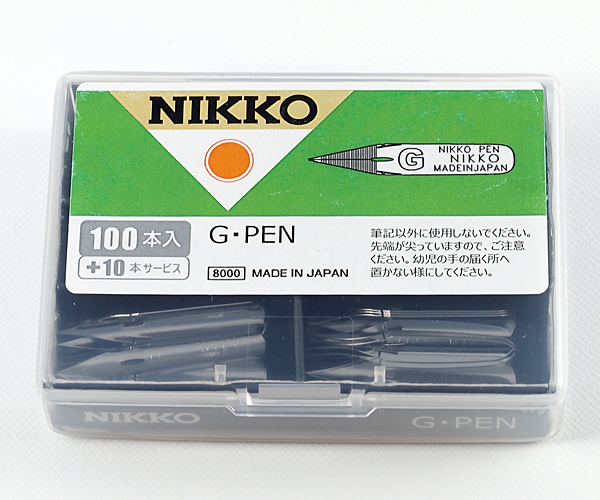 NIKKO
G
NIKKO PEN
NIKKO
MADEINJAPAN
100本入
+10本サービス
G・PEN
8000 MADE IN JAPAN
筆記以外に使用しないでください。
先端が尖っていますので、ご注意
ください。幼児の手の届く所へ
置かない様にしてください。
NIKKO
G・PEN